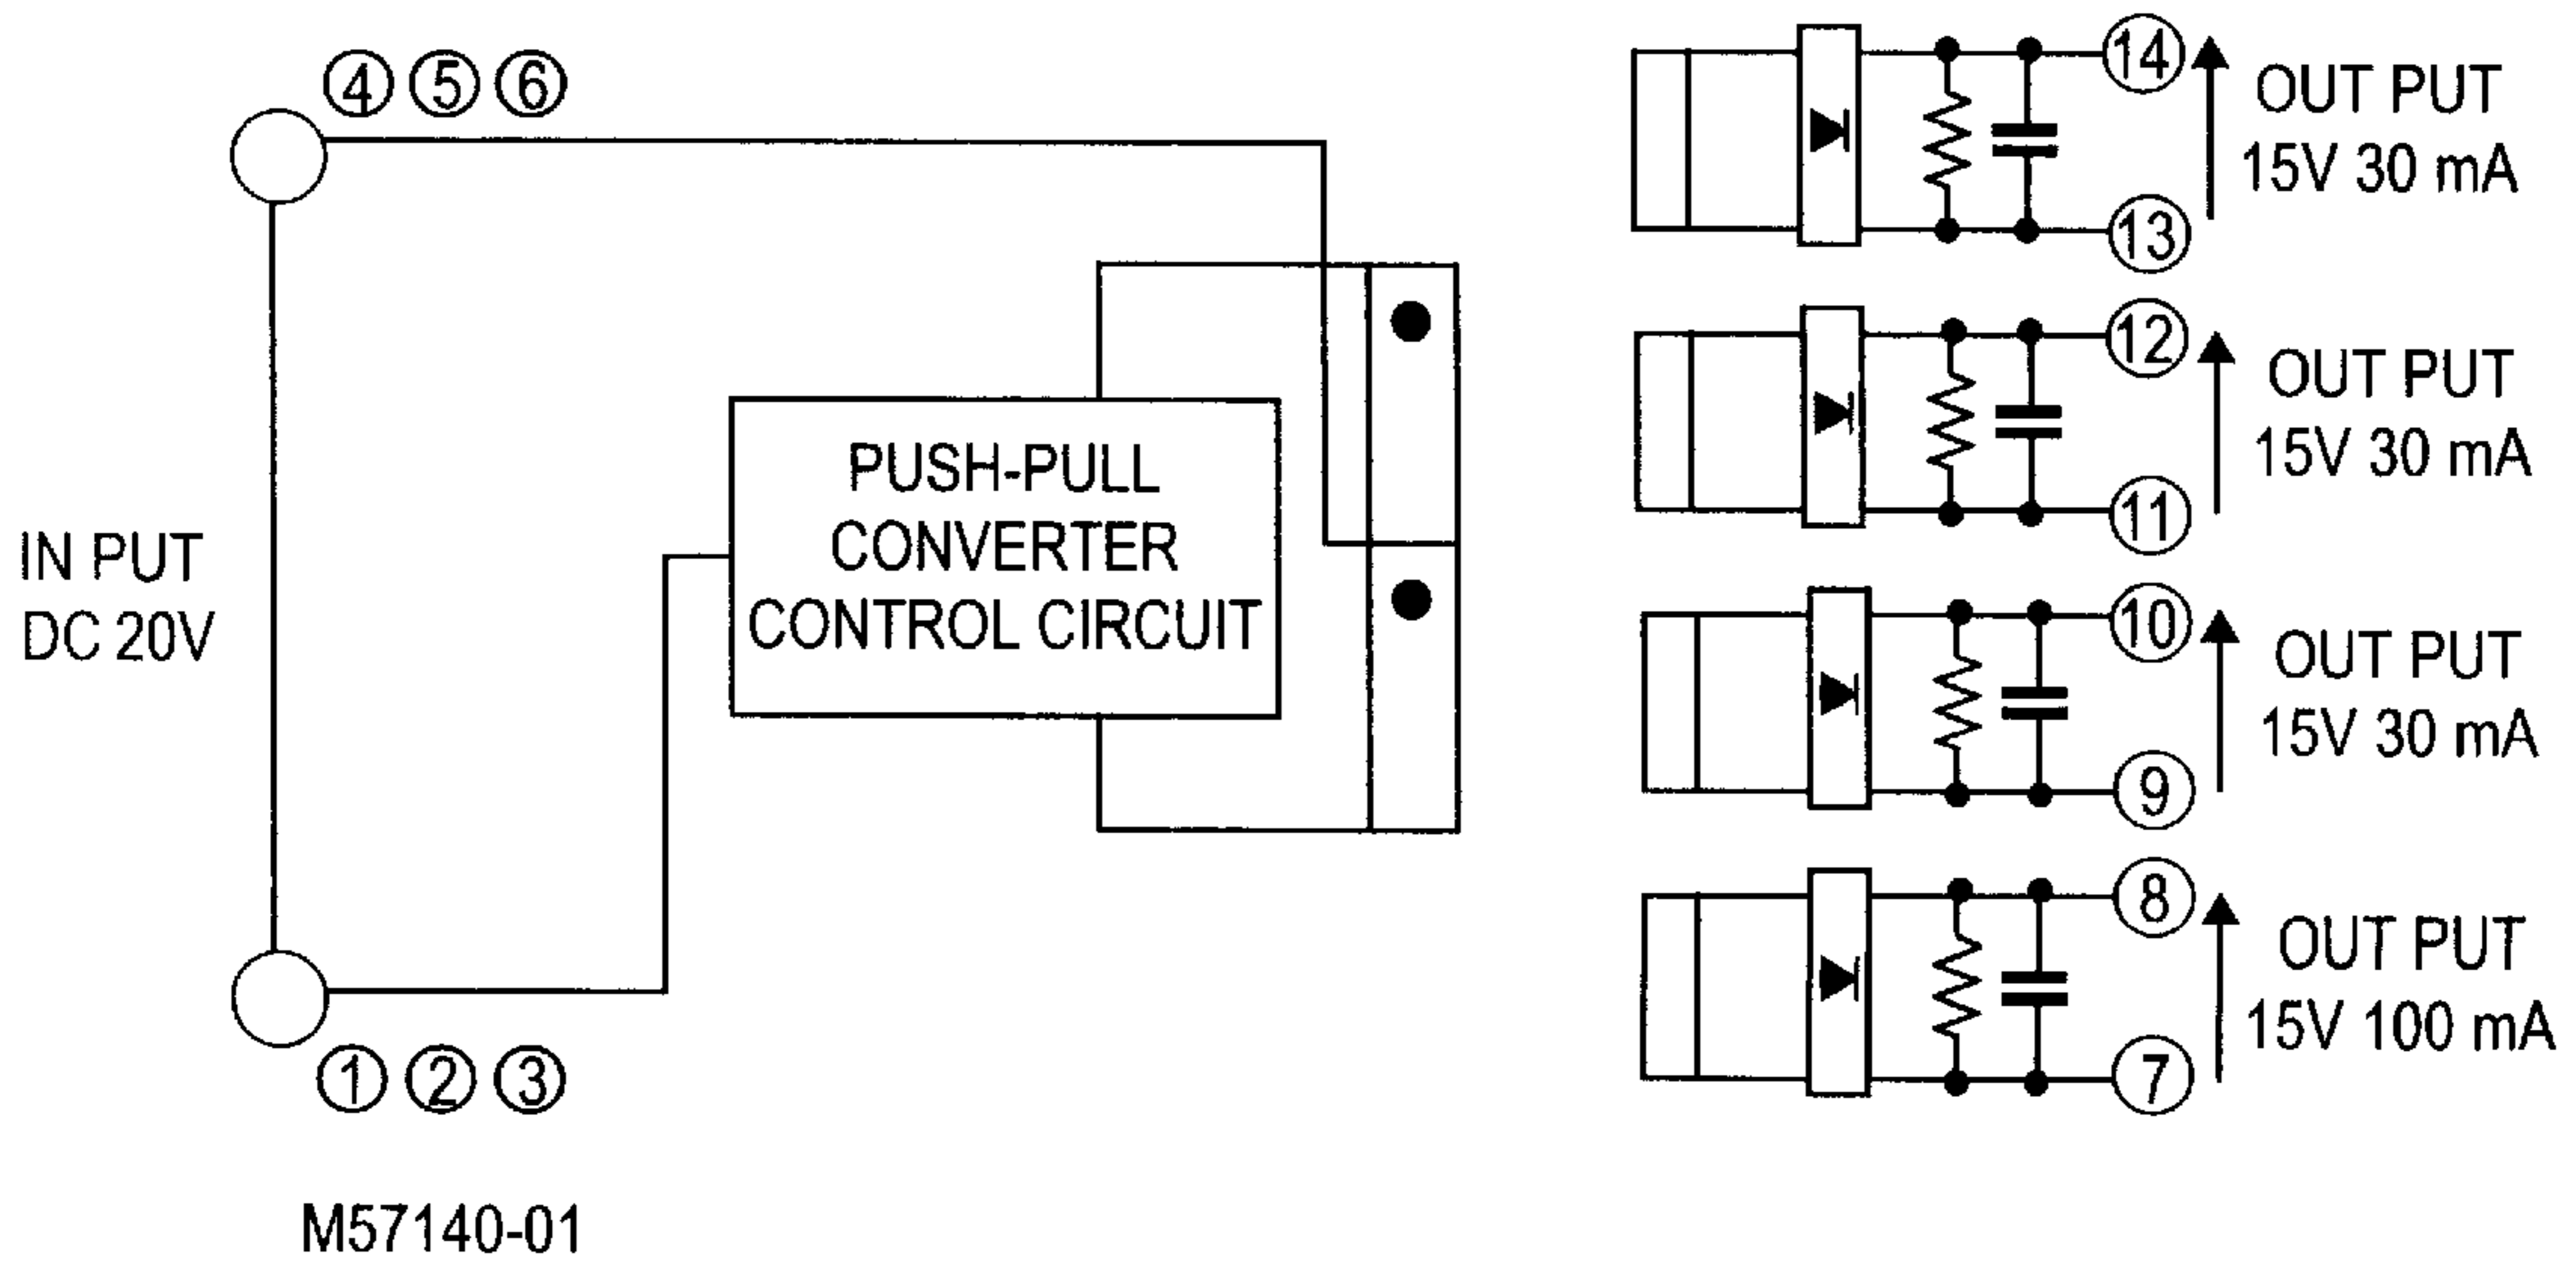 ④ ⑤ ⑥
IN PUT
DC 20V
PUSH-PULL
CONVERTER
CONTROL CIRCUIT
① ② ③
M57140-01
⑭
OUT PUT
15V 30 mA
⑬
⑫
OUT PUT
15V 30 mA
⑪
⑩
OUT PUT
15V 30 mA
⑨
⑧
OUT PUT
15V 100 mA
⑦